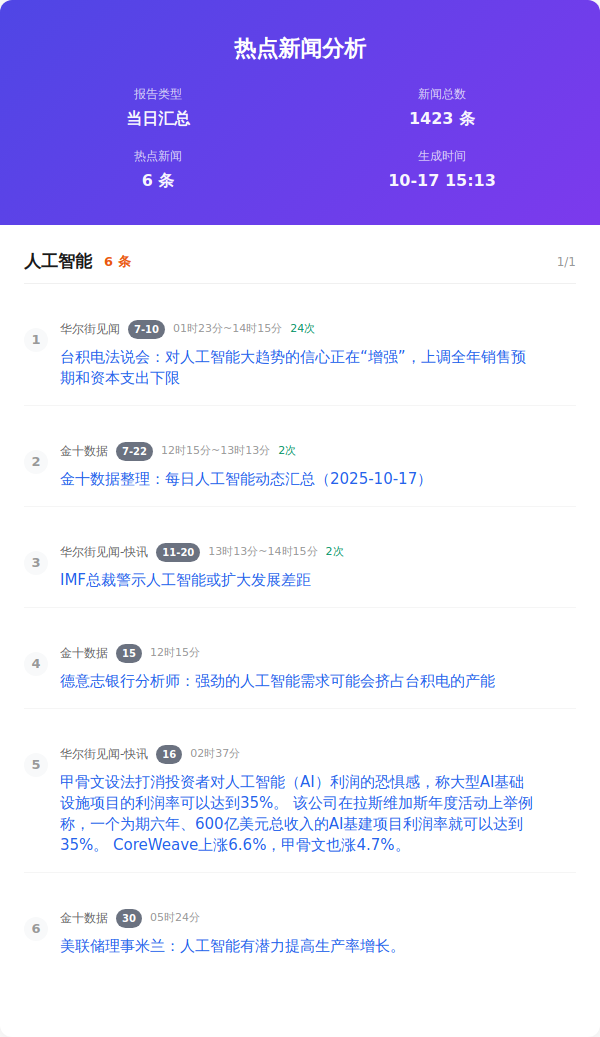 热点新闻分析
报告类型
新闻总数
当日汇总
1423 条
热点新闻
生成时间
6 条
10-17 15:13
人工智能 6 条 1/1
1
华尔街见闻 7-10 01时23分~14时15分 24次
台积电法说会：对人工智能大趋势的信心正在“增强”，上调全年销售预
期和资本支出下限
2
金十数据 7-22 12时15分~13时13分 2次
金十数据整理：每日人工智能动态汇总（2025-10-17）
3
华尔街见闻-快讯 11-20 13时13分~14时15分 2次
IMF总裁警示人工智能或扩大发展差距
4
金十数据 15 12时15分
德意志银行分析师：强劲的人工智能需求可能会挤占台积电的产能
5
华尔街见闻-快讯 16 02时37分
甲骨文设法打消投资者对人工智能（AI）利润的恐惧感，称大型AI基础
设施项目的利润率可以达到35%。 该公司在拉斯维加斯年度活动上举例
称，一个为期六年、600亿美元总收入的AI基建项目利润率就可以达到
35%。 CoreWeave上涨6.6%，甲骨文也涨4.7%。
6
金十数据 30 05时24分
美联储理事米兰：人工智能有潜力提高生产率增长。